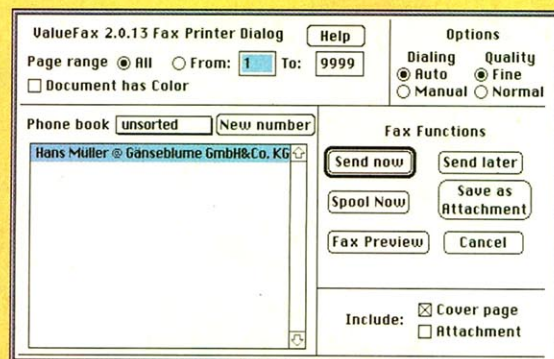 ValueFax 2.0.13 Fax Printer Dialog
Help
Page range All From: 1 To: 9999
Document has Color
Options
Dialing Quality
Auto Fine
Manual Normal
Phone book unsorted New number
Hans Müller @ Gänseblume GmbH&Co. KG
Fax Functions
Send now Send later
Spool Now Save as Attachment
Fax Preview Cancel
Include: Cover page
Attachment